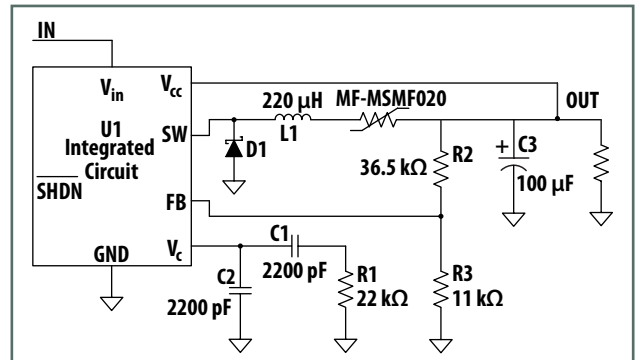 IN
Vin
Vcc
U1
Integrated
Circuit
SW
SHDN
FB
GND
Vc
220 µH
L1
MF-MSMF020
OUT
D1
36.5 kΩ
R2
+
C3
100 µF
C1
2200 pF
C2
2200 pF
R1
22 kΩ
R3
11 kΩ